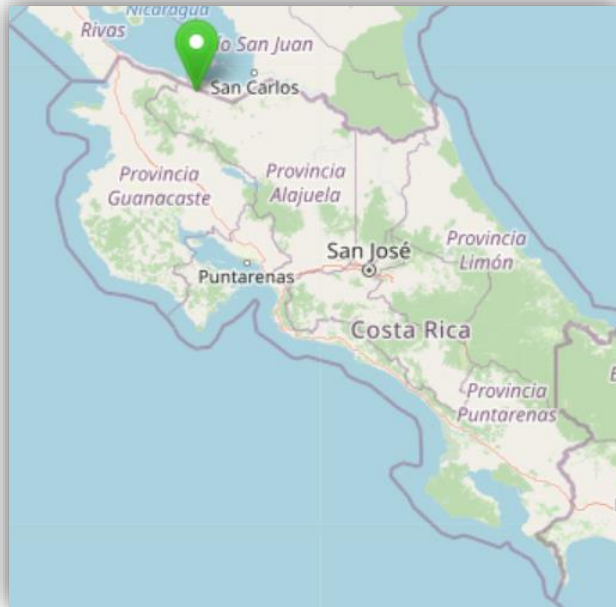 Nicaragua
Rivas
ío San Juan
San Carlos
Provincia
Guanacaste
Provincia
Alajuela
San José
Provincia
Limón
Puntarenas
Costa Rica
Provincia
Puntarenas